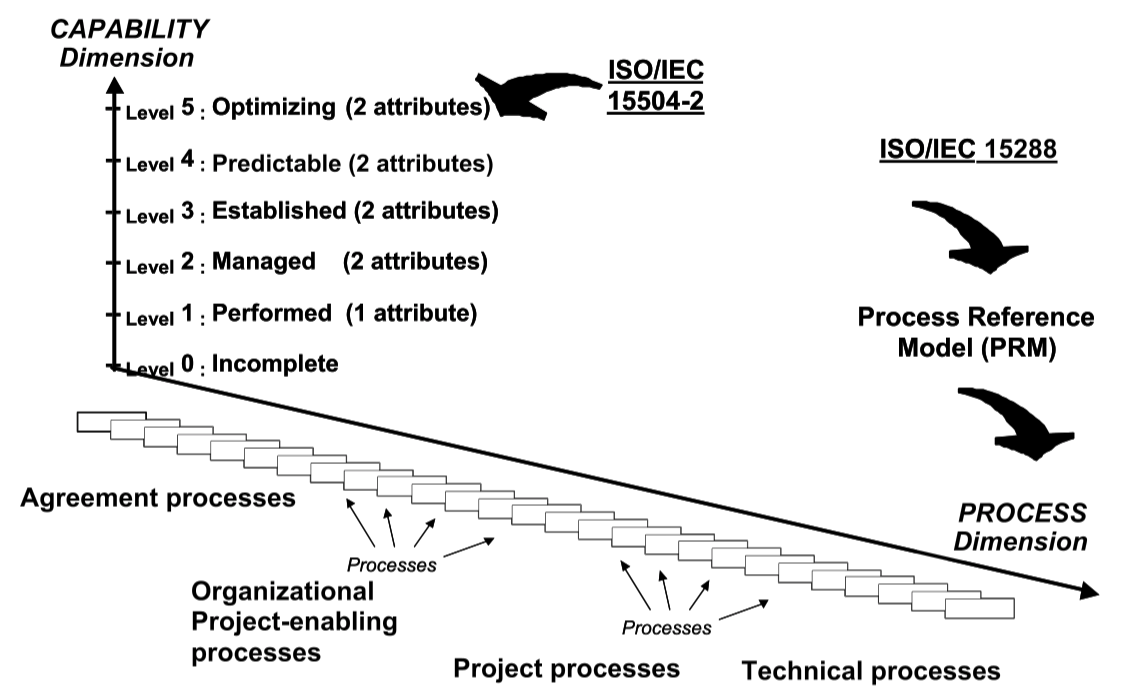 CAPABILITY
Dimension
Level 5 : Optimizing (2 attributes)
Level 4 : Predictable (2 attributes)
Level 3 : Established (2 attributes)
Level 2 : Managed (2 attributes)
Level 1 : Performed (1 attribute)
Level 0 : Incomplete
ISO/IEC
15504-2
ISO/IEC 15288
Process Reference
Model (PRM)
PROCESS
Dimension
Agreement processes
Processes
Organizational
Project-enabling
processes
Processes
Project processes
Technical processes